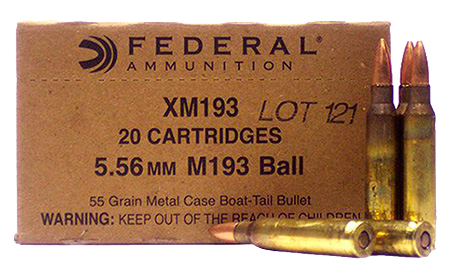 FEDERAL®
AMMUNITION
XM193 LOT 121
20 CARTRIDGES
5.56MM M193 Ball
55 Grain Metal Case Boat-Tail Bullet
WARNING: KEEP OUT OF THE REACH OF CHILDREN